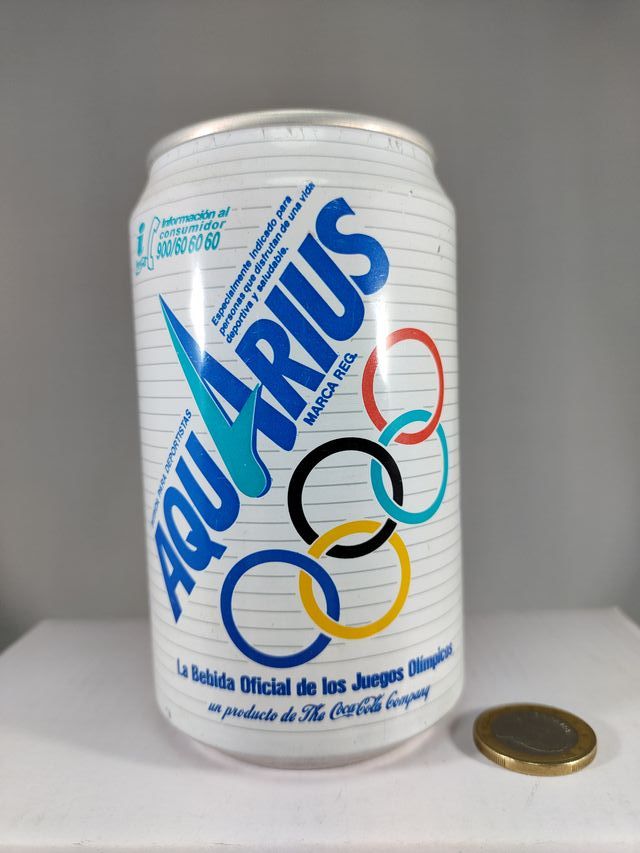 i
Información al
consumidor
900/60 60 60
Especialmente indicado para
personas que disfrutan de una vida
deportiva y saludable.
PARA DEPORTISTAS
AQUARIUS
MARCA REG.
La Bebida Oficial de los Juegos Olímpicos
un producto de The Coca-Cola Company